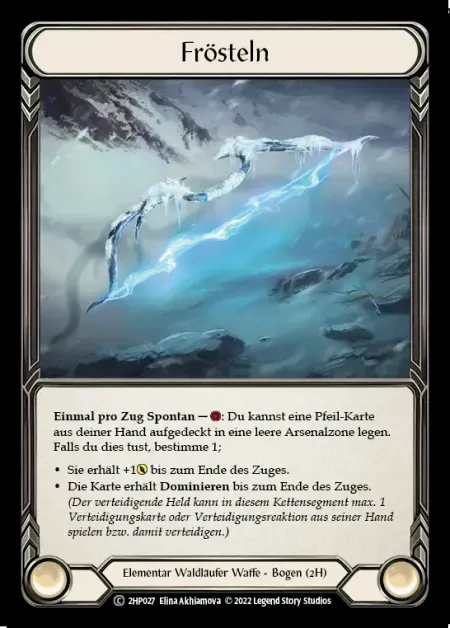 Frösteln
Einmal pro Zug Spontan — : Du kannst eine Pfeil-Karte
aus deiner Hand aufgedeckt in eine leere Arsenalzone legen.
Falls du dies tust, bestimme 1;
• Sie erhält +1 bis zum Ende des Zuges.
• Die Karte erhält Dominieren bis zum Ende des Zuges.
(Der verteidigende Held kann in diesem Kettensegment max. 1
Verteidigungskarte oder Verteidigungsreaktion aus seiner Hand
spielen bzw. damit verteidigen.)
Elementar Waldläufer Waffe - Bogen (2H)
C 2HP027 Elina Akhiamova © 2022 Legend Story Studios